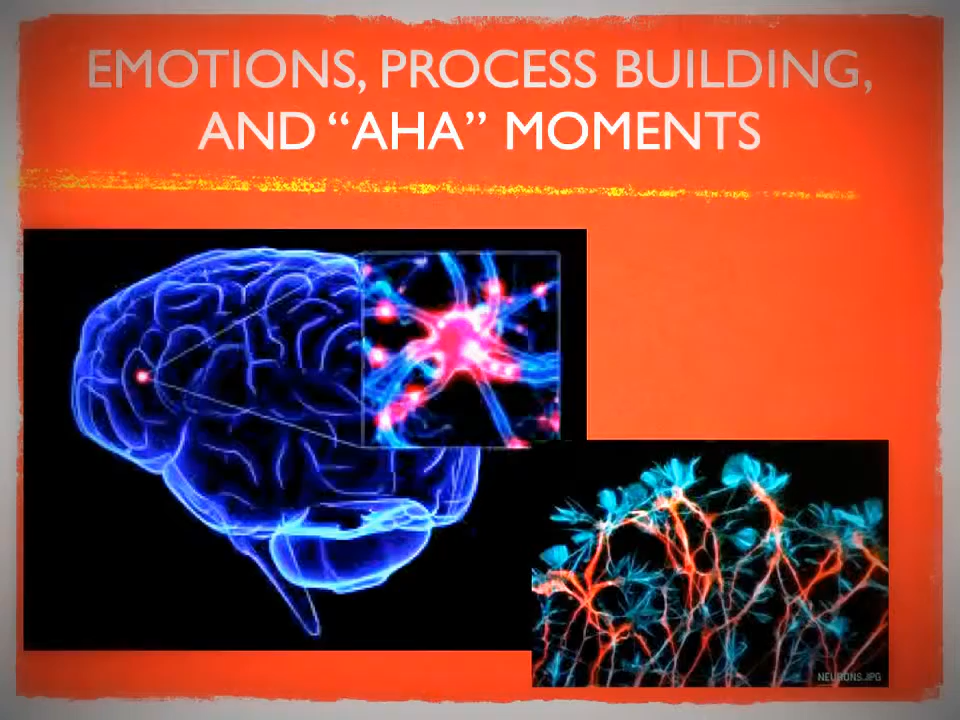 EMOTIONS, PROCESS BUILDING,
AND “AHA” MOMENTS
NEURONS.JPG